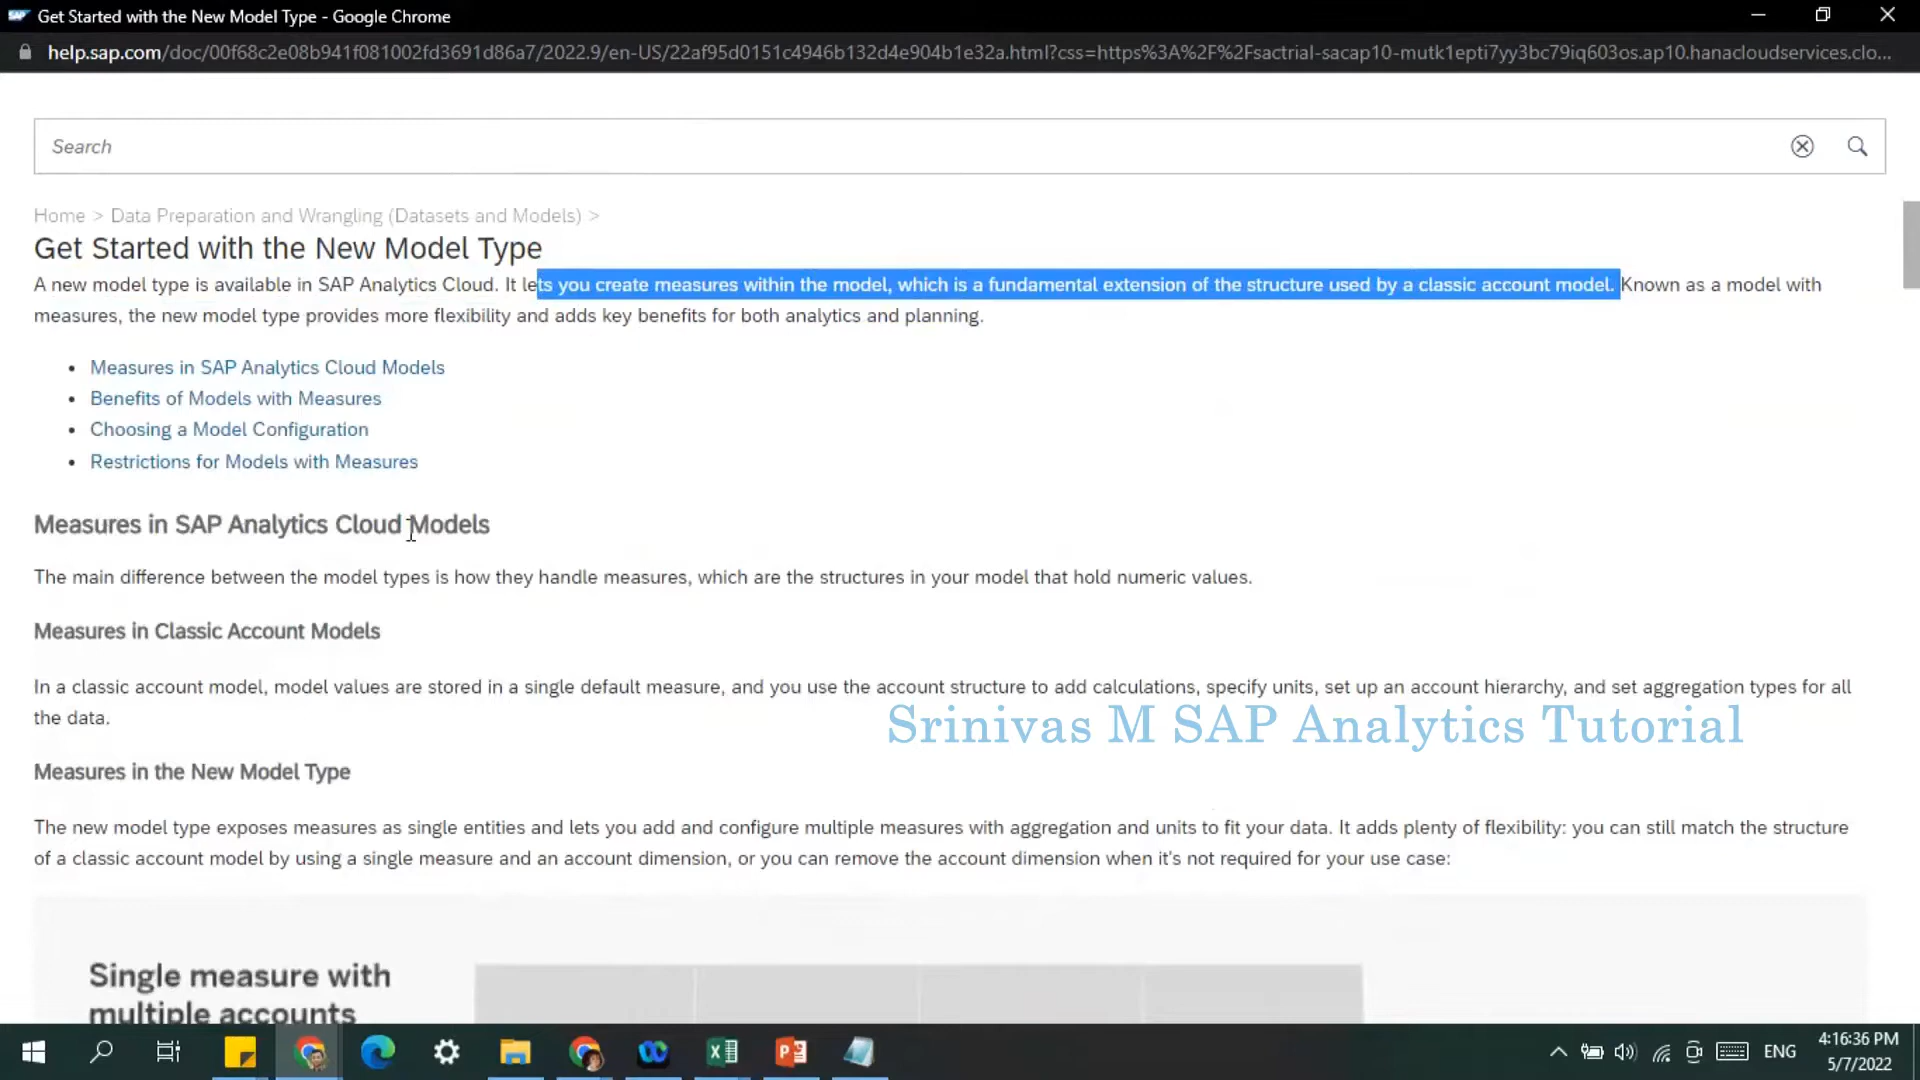 Get Started with the New Model Type - Google Chrome
help.sap.com/doc/00f68c2e08b941f081002fd3691d86a7/2022.9/en-US/22af95d0151c4946b132d4e904b1e32a.html?css=https%3A%2F%2Fsactrial-sacap10-mutk1epti7yy3bc79iq603os.ap10.hanacloudservices.clo...
Search
Home > Data Preparation and Wrangling (Datasets and Models) >
Get Started with the New Model Type
A new model type is available in SAP Analytics Cloud. It lets you create measures within the model, which is a fundamental extension of the structure used by a classic account model. Known as a model with
measures, the new model type provides more flexibility and adds key benefits for both analytics and planning.
• Measures in SAP Analytics Cloud Models
• Benefits of Models with Measures
• Choosing a Model Configuration
• Restrictions for Models with Measures
Measures in SAP Analytics Cloud Models
The main difference between the model types is how they handle measures, which are the structures in your model that hold numeric values.
Measures in Classic Account Models
In a classic account model, model values are stored in a single default measure, and you use the account structure to add calculations, specify units, set up an account hierarchy, and set aggregation types for all
the data.
Srinivas M SAP Analytics Tutorial
Measures in the New Model Type
The new model type exposes measures as single entities and lets you add and configure multiple measures with aggregation and units to fit your data. It adds plenty of flexibility: you can still match the structure
of a classic account model by using a single measure and an account dimension, or you can remove the account dimension when it's not required for your use case:
Single measure with
multiple accounts
ENG
4:16:36 PM
5/7/2022